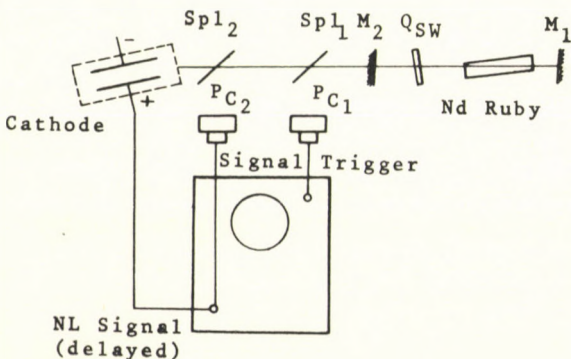 Spl2
Spl1
M2
QSW
M1
-
+
PC2
PC1
Nd Ruby
Cathode
Signal
Trigger
NL Signal
(delayed)